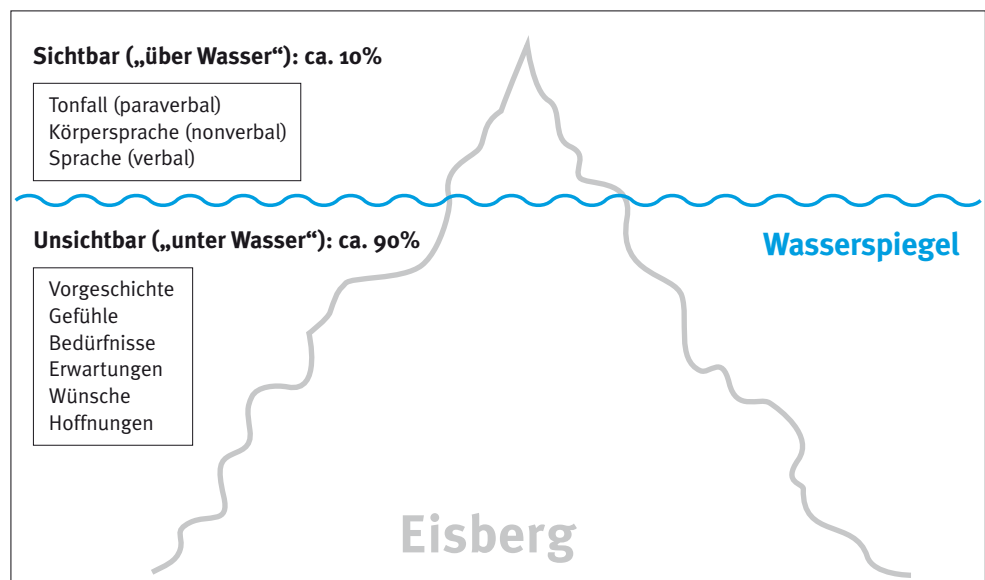 Sichtbar („über Wasser“): ca. 10%
Tonfall (paraverbal)
Körpersprache (nonverbal)
Sprache (verbal)
Unsichtbar („unter Wasser“): ca. 90%
Wasserspiegel
Vorgeschichte
Gefühle
Bedürfnisse
Erwartungen
Wünsche
Hoffnungen
Eisberg